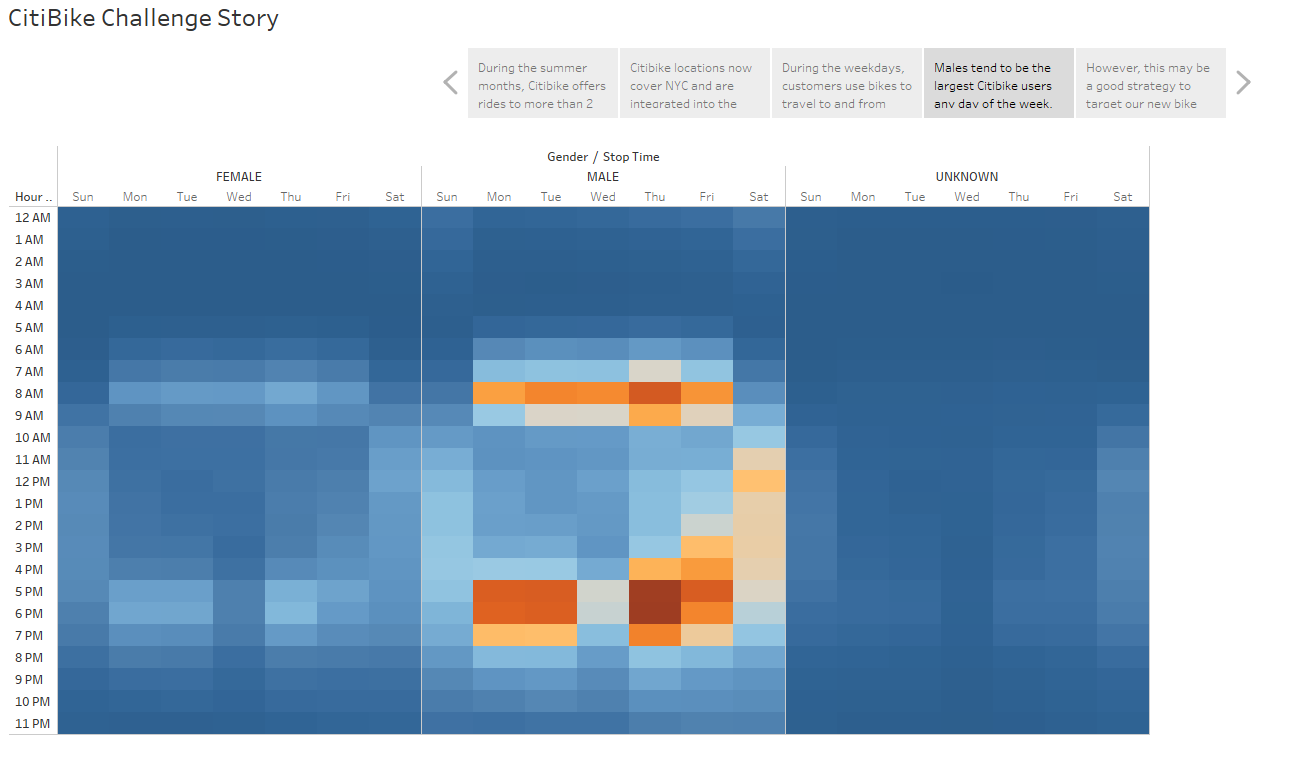 CitiBike Challenge Story
During the summer
months, Citibike offers
rides to more than 2
Citibike locations now
cover NYC and are
integrated into the
During the weekdays,
customers use bikes to
travel to and from
Males tend to be the
largest Citibike users
any day of the week.
However, this may be
a good strategy to
target our new bike
Gender / Stop Time
FEMALE MALE UNKNOWN
Hour .. Sun Mon Tue Wed Thu Fri Sat Sun Mon Tue Wed Thu Fri Sat Sun Mon Tue Wed Thu Fri Sat
12 AM
1 AM
2 AM
3 AM
4 AM
5 AM
6 AM
7 AM
8 AM
9 AM
10 AM
11 AM
12 PM
1 PM
2 PM
3 PM
4 PM
5 PM
6 PM
7 PM
8 PM
9 PM
10 PM
11 PM